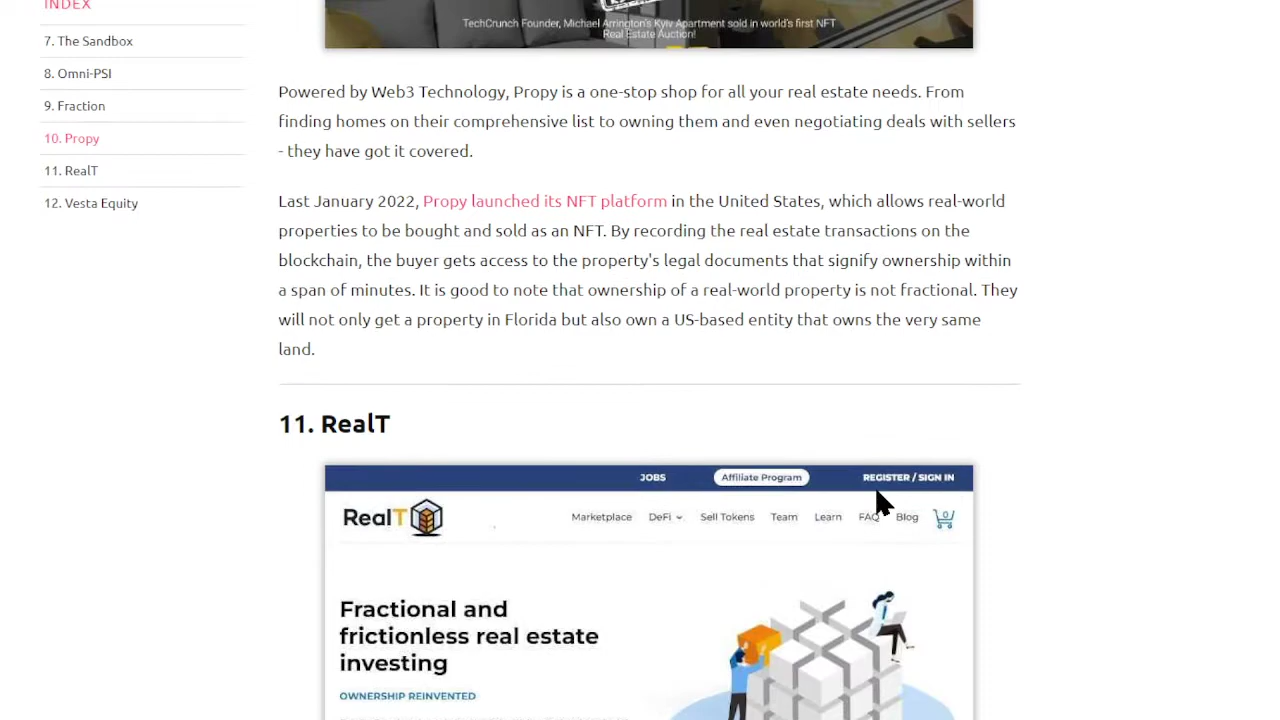 INDEX
7. The Sandbox
8. Omni-PSI
9. Fraction
10. Propy
11. RealT
12. Vesta Equity
TechCrunch Founder, Michael Arrington's Kyiv Apartment sold in world's first NFT
Real Estate Auction!
Powered by Web3 Technology, Propy is a one-stop shop for all your real estate needs. From
finding homes on their comprehensive list to owning them and even negotiating deals with sellers
- they have got it covered.
Last January 2022, Propy launched its NFT platform in the United States, which allows real-world
properties to be bought and sold as an NFT. By recording the real estate transactions on the
blockchain, the buyer gets access to the property's legal documents that signify ownership within
a span of minutes. It is good to note that ownership of a real-world property is not fractional. They
will not only get a property in Florida but also own a US-based entity that owns the very same
land.
11. RealT
JOBS Affiliate Program REGISTER / SIGN IN
RealT Marketplace DeFi Sell Tokens Team Learn FAQ Blog 0
Fractional and
frictionless real estate
investing
OWNERSHIP REINVENTED